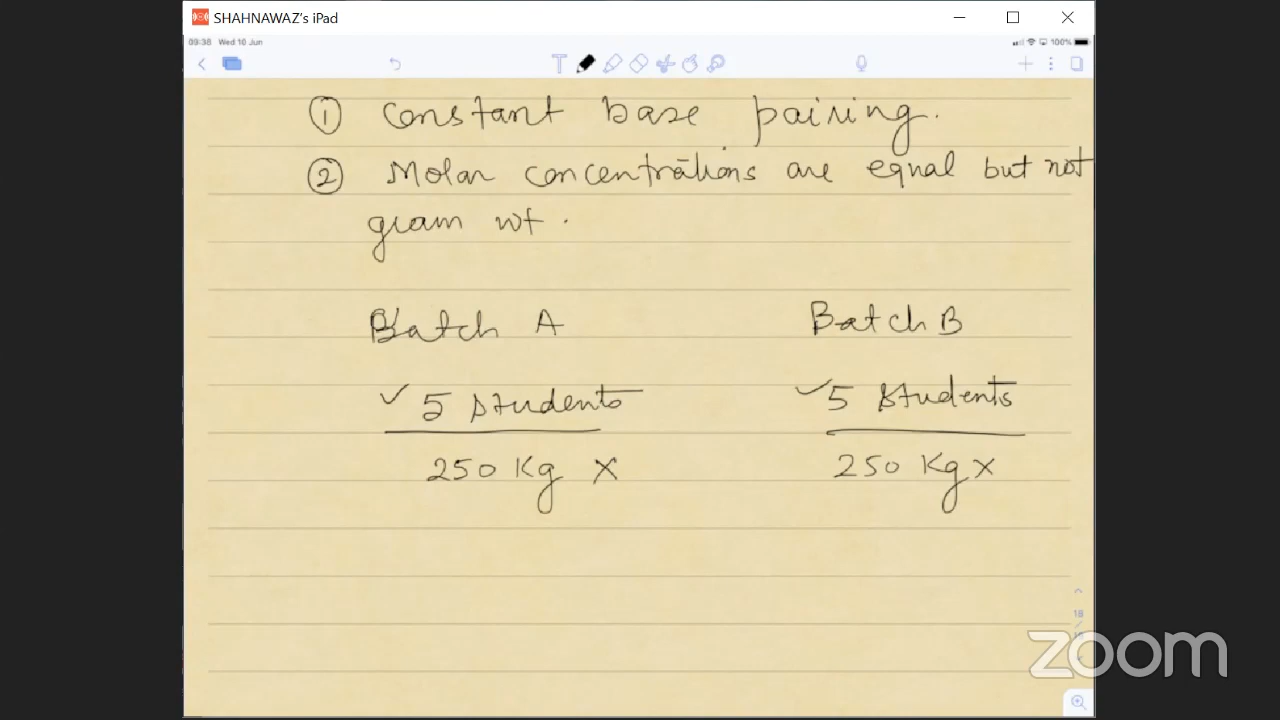 SHAHNAWAZ's iPad
09:38 Wed 10 Jun 100%
① Constant base pairing.
② Molar concentrations are equal but not
gram wt.
Batch A Batch B
✓ 5 students ✓ 5 students
250 Kg X 250 Kg X
18
zoom